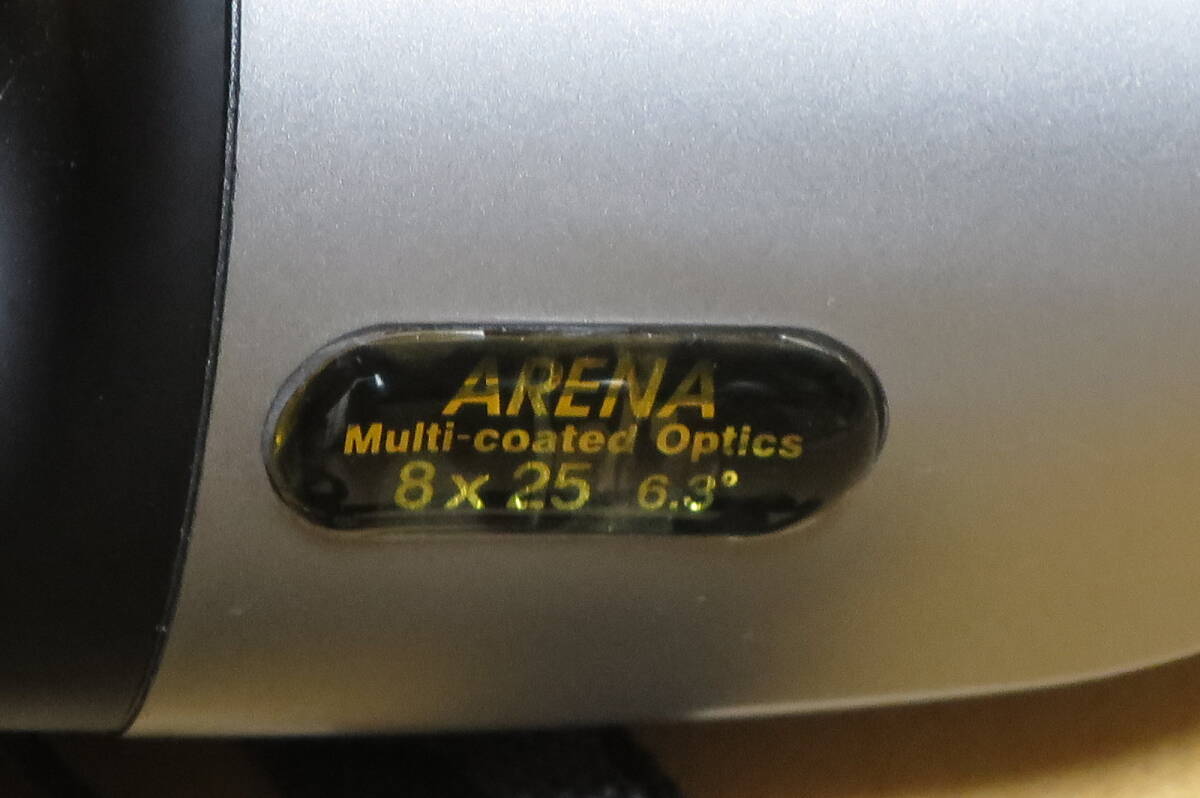 ARENA
Multi-coated Optics
8 x 25 6.3°